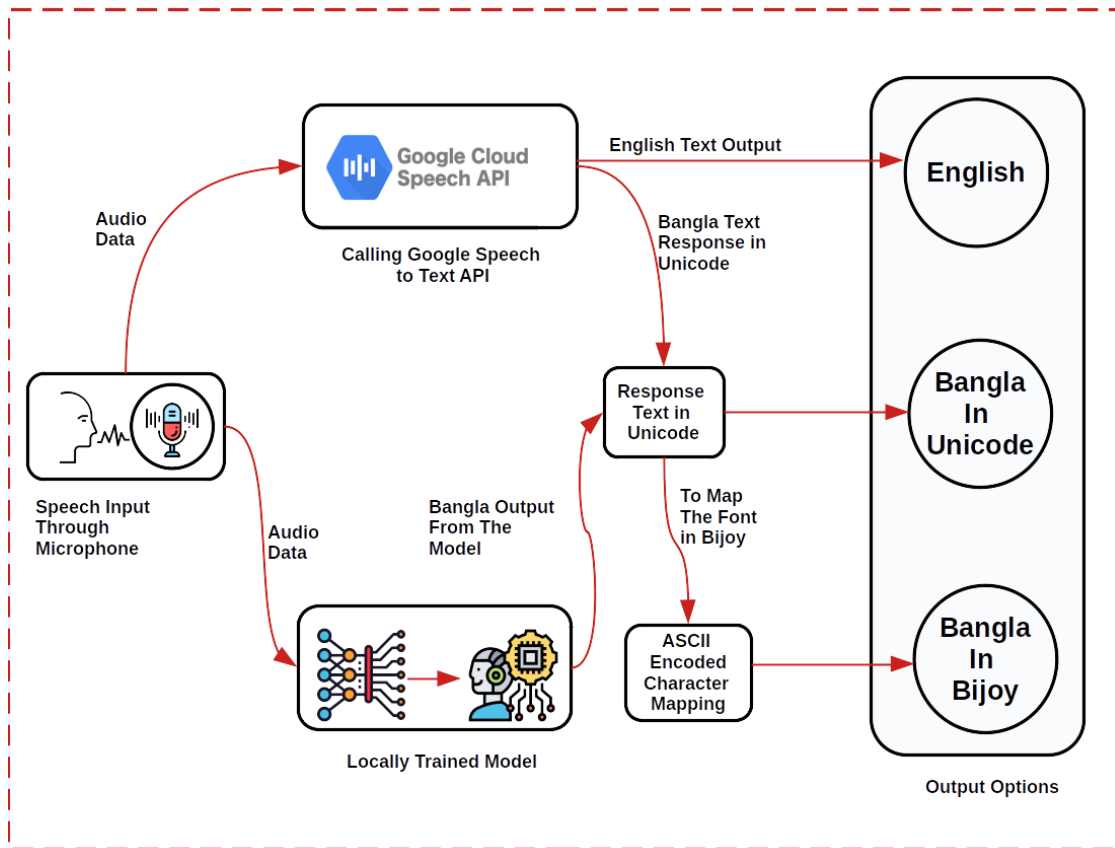 Google Cloud
Speech API
Calling Google Speech
to Text API
English Text Output
English
Audio
Data
Bangla Text
Response in
Unicode
Response
Text in
Unicode
Bangla
In
Unicode
Speech Input
Through
Microphone
Audio
Data
Bangla Output
From The
Model
To Map
The Font
in Bijoy
Locally Trained Model
ASCII
Encoded
Character
Mapping
Bangla
In
Bijoy
Output Options